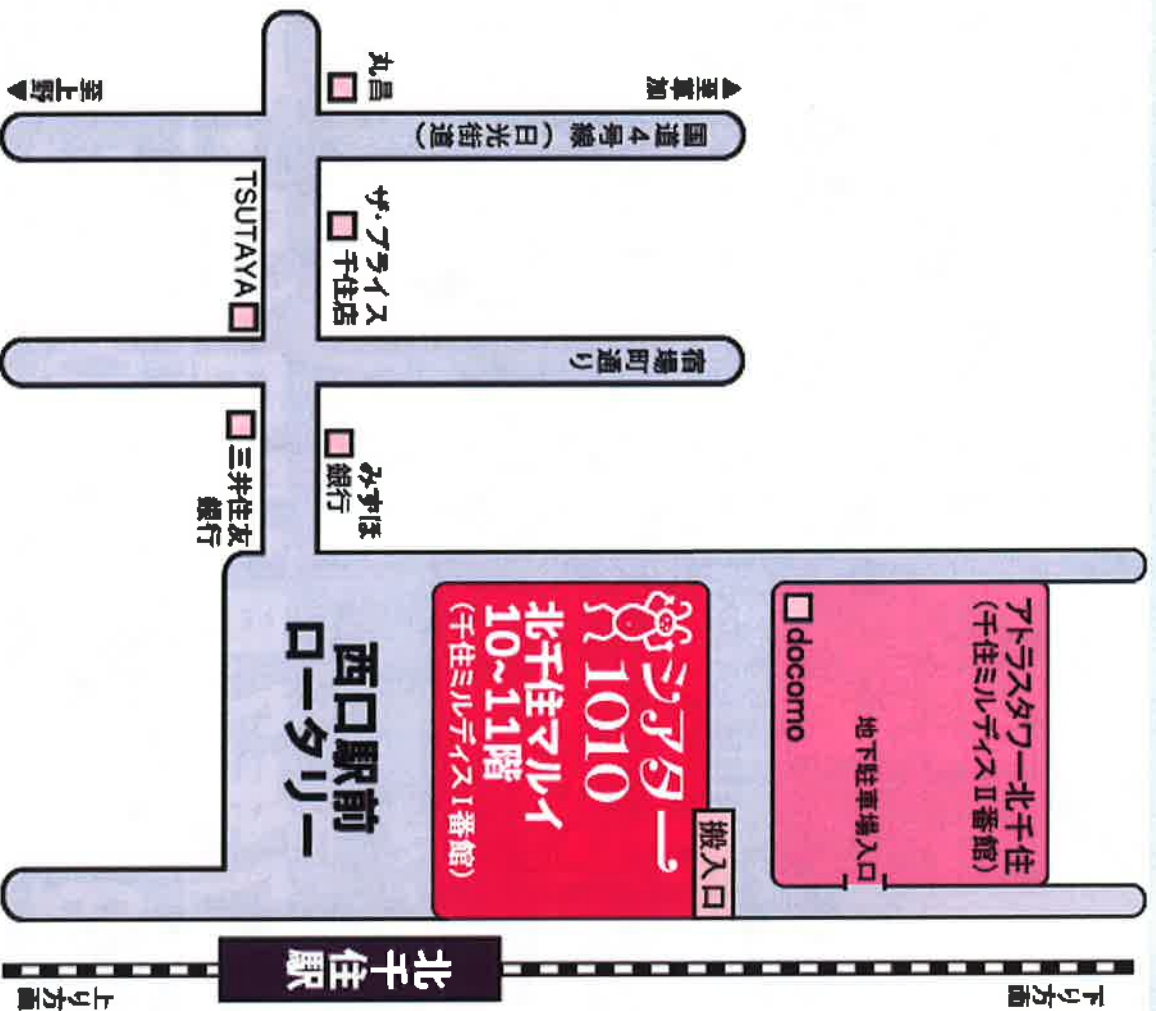 アトラスタワー北千住
(千住ミルディスⅡ番館)
地下駐車場入口
docomo
搬入口
シアター
1010
北千住マルイ
10~11階
(千住ミルディスⅠ番館)
西口駅前
ロータリー
北千住駅
下り方面
上り方面
みずほ
銀行
三井住友
銀行
宿場町通り
ザ・プライス
千住店
TSUTAYA
国道4号線(日光街道)
丸昌
▲至草加
至上野▼